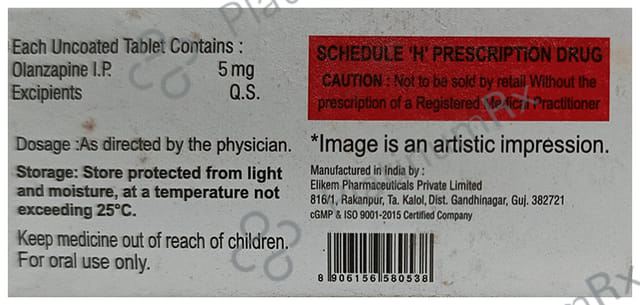 Each Uncoated Tablet Contains :
Olanzapine I.P. 5 mg
Excipients Q.S.
Dosage :As directed by the physician.
Storage: Store protected from light
and moisture, at a temperature not
exceeding 25°C.
Keep medicine out of reach of children.
For oral use only.
SCHEDULE 'H' PRESCRIPTION DRUG
CAUTION : Not to be sold by retail Without the
prescription of a Registered Medical Practitioner
*Image is an artistic impression.
Manufactured in India by :
Elikem Pharmaceuticals Private Limited
816/1, Rakanpur, Ta. Kalol, Dist. Gandhinagar, Guj. 382721
cGMP & ISO 9001-2015 Certified Company
8 906156 580538
PlatinumRx